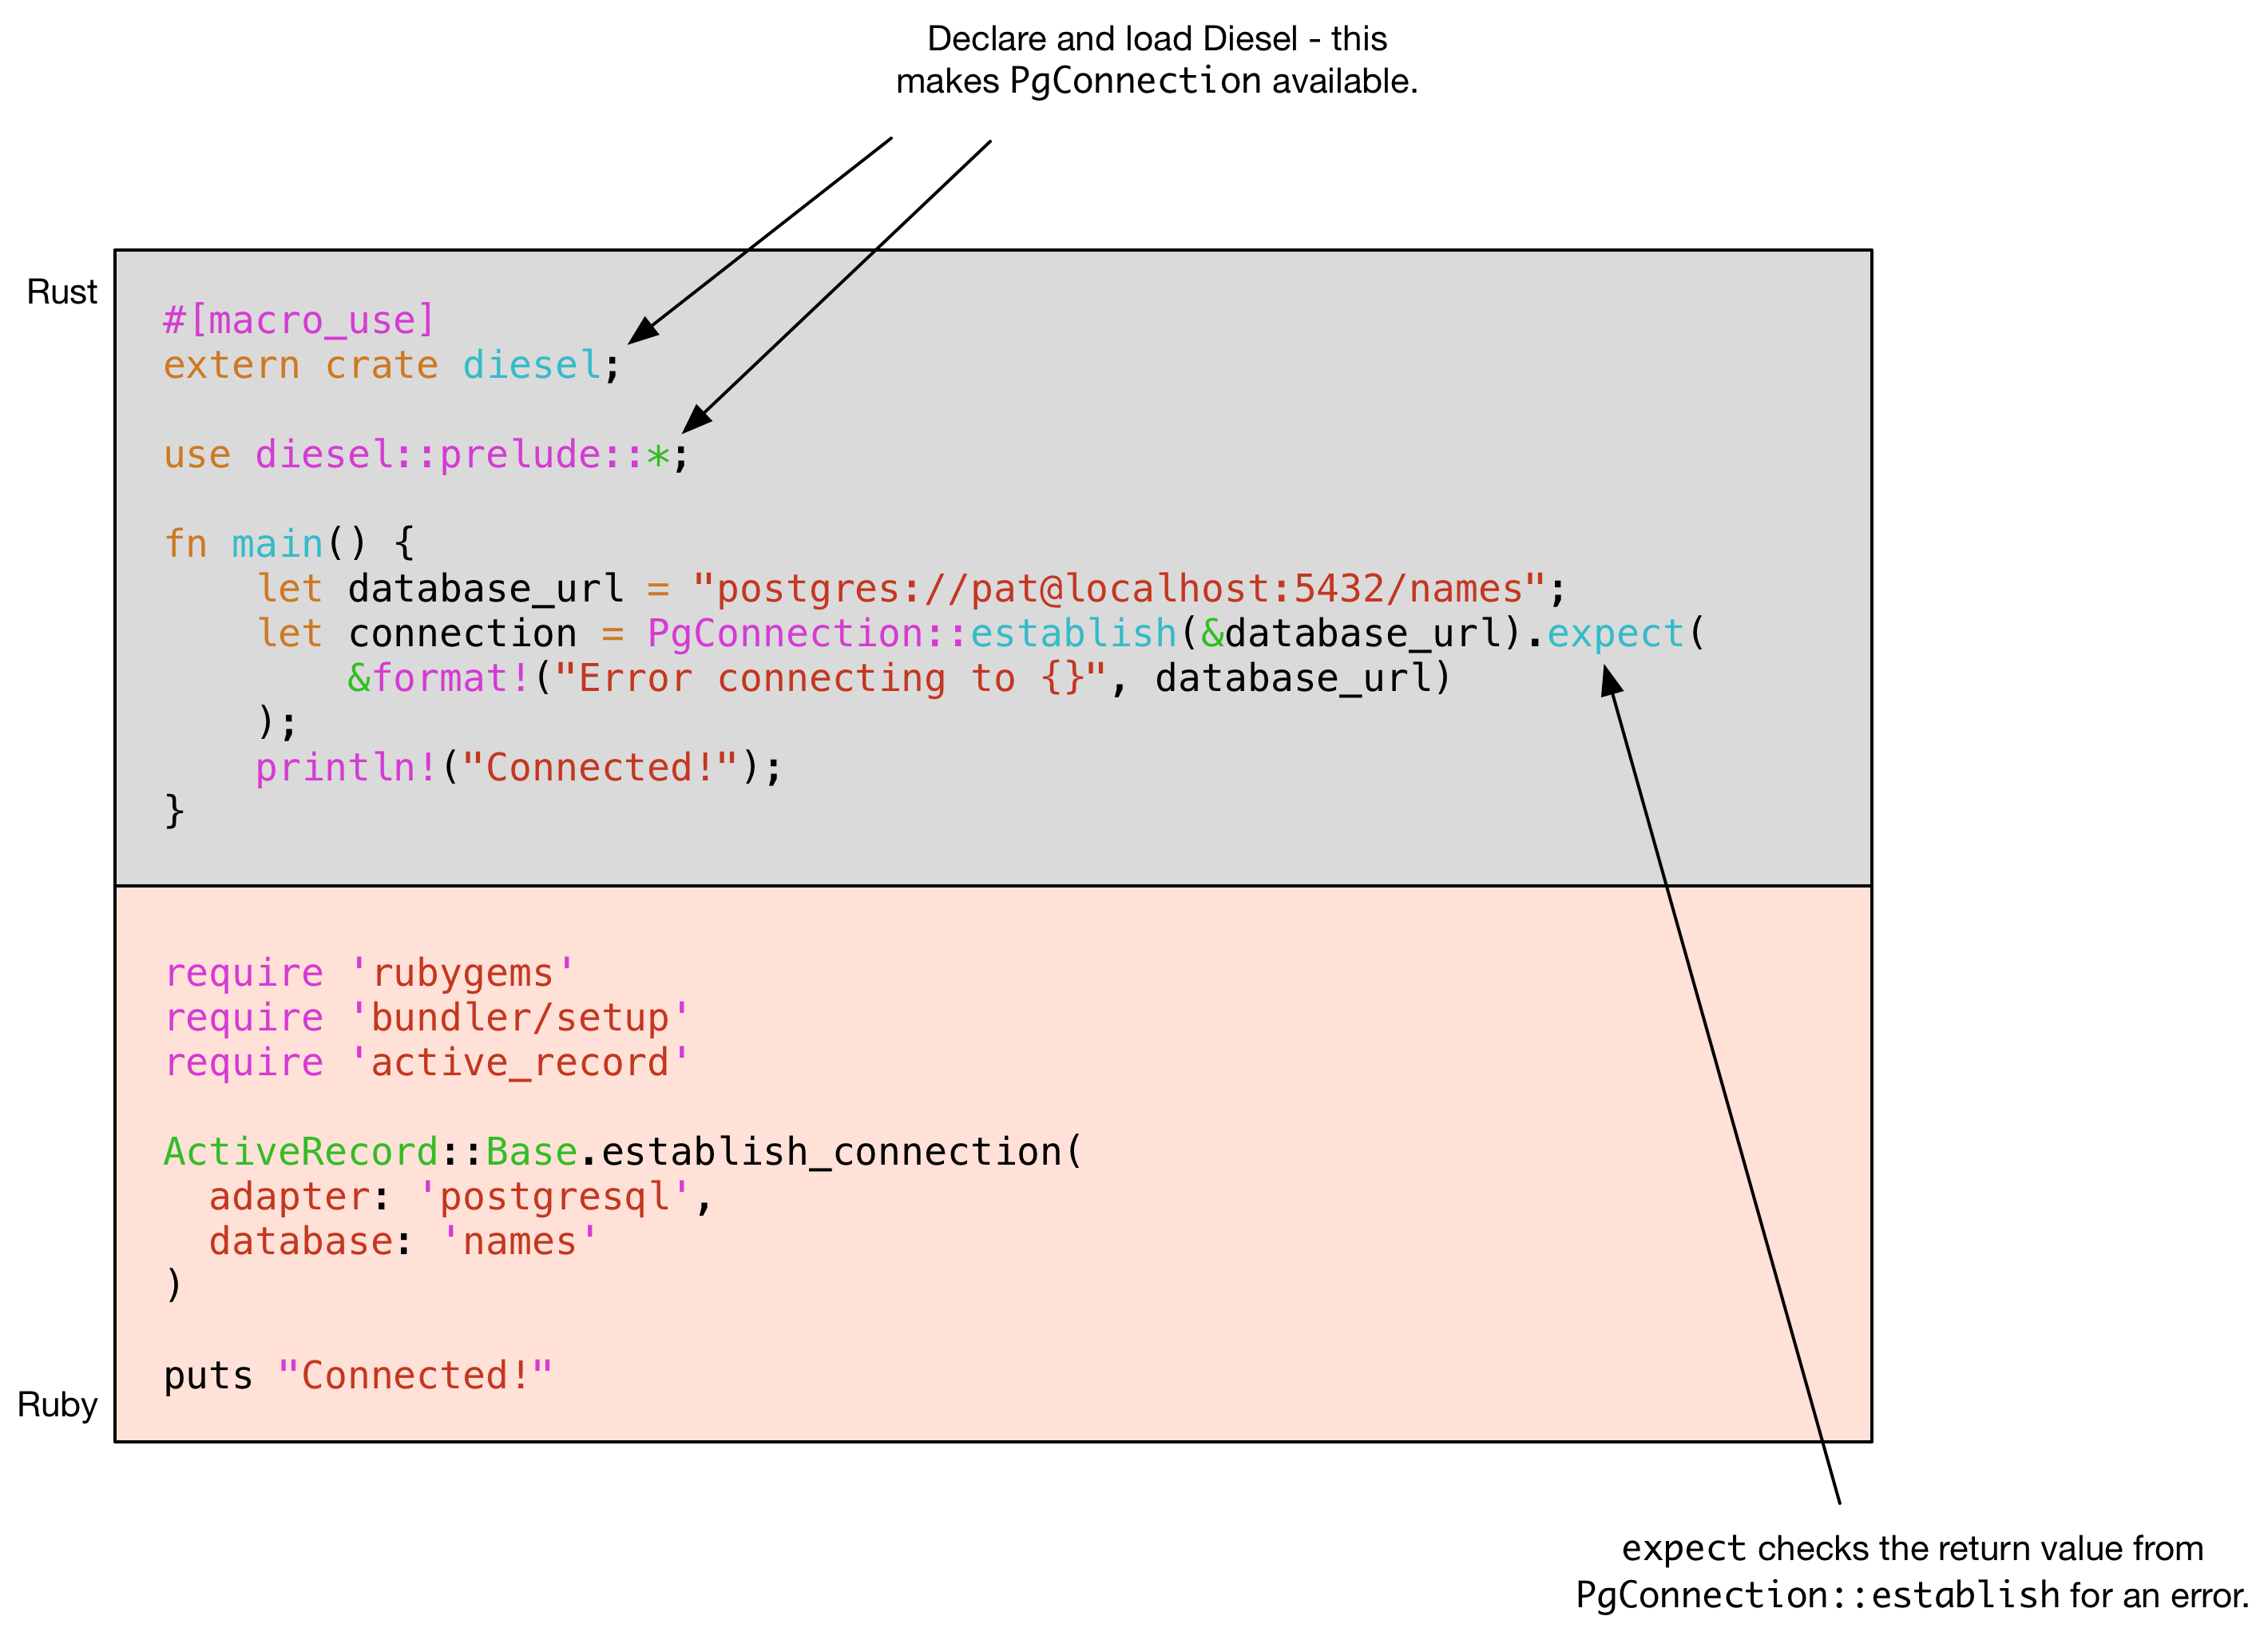 Declare and load Diesel - this
makes PgConnection available.
Rust
#[macro_use]
extern crate diesel;
use diesel::prelude::*;
fn main() {
    let database_url = "postgres://pat@localhost:5432/names";
    let connection = PgConnection::establish(&database_url).expect(
        &format!("Error connecting to {}", database_url)
    );
    println!("Connected!");
}
require 'rubygems'
require 'bundler/setup'
require 'active_record'
ActiveRecord::Base.establish_connection(
  adapter: 'postgresql',
  database: 'names'
)
puts "Connected!"
Ruby
expect checks the return value from
PgConnection::establish for an error.